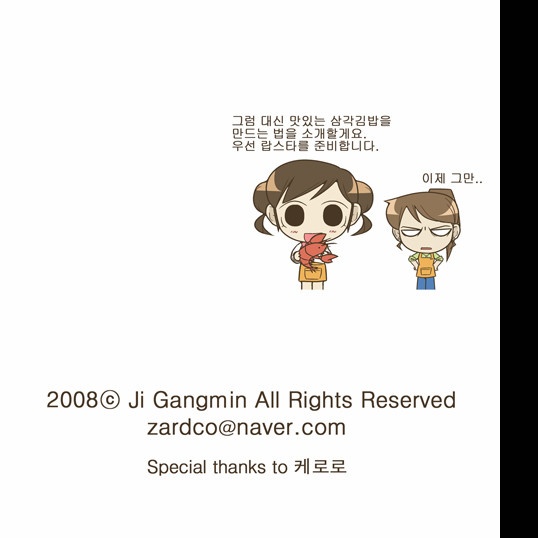 그럼 대신 맛있는 삼각김밥을
만드는 법을 소개할게요.
우선 랍스타를 준비합니다.
이제 그만..
2008ⓒ Ji Gangmin All Rights Reserved
zardco@naver.com
Special thanks to 케로로